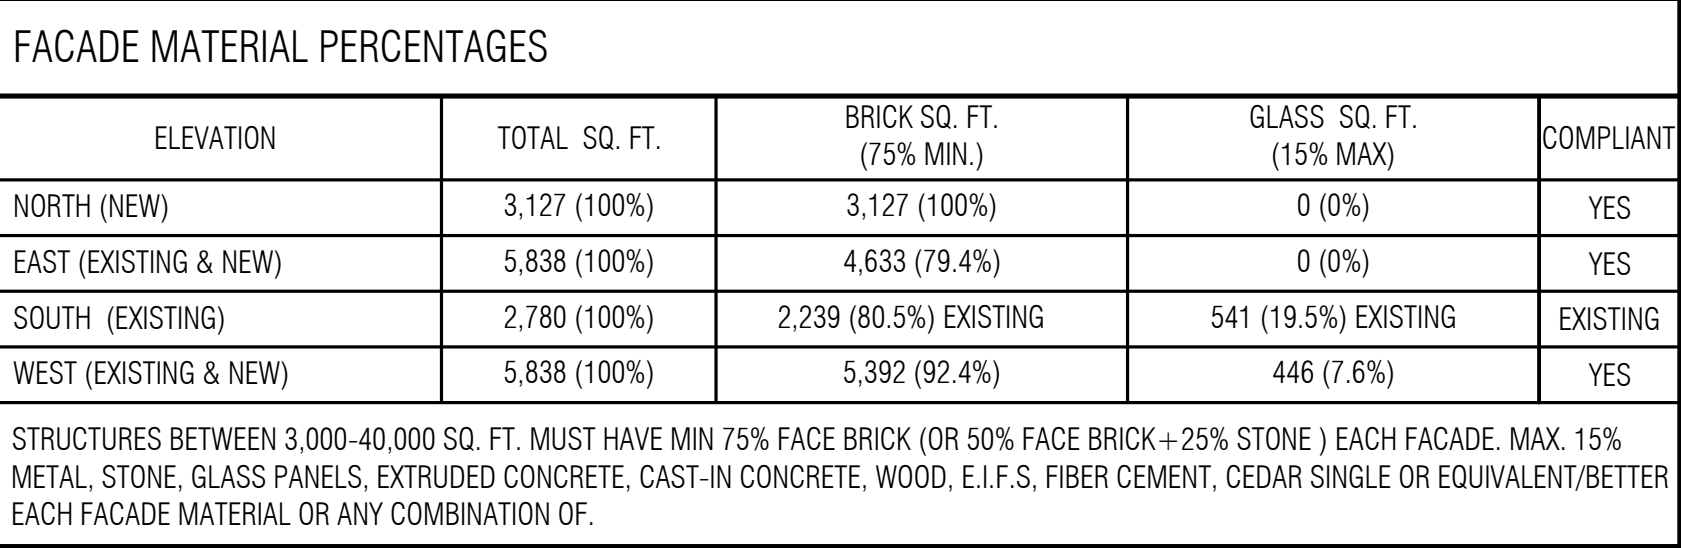 FACADE MATERIAL PERCENTAGES
ELEVATION TOTAL SQ. FT. BRICK SQ. FT. (75% MIN.) GLASS SQ. FT. (15% MAX) COMPLIANT
NORTH (NEW) 3,127 (100%) 3,127 (100%) 0 (0%) YES
EAST (EXISTING & NEW) 5,838 (100%) 4,633 (79.4%) 0 (0%) YES
SOUTH (EXISTING) 2,780 (100%) 2,239 (80.5%) EXISTING 541 (19.5%) EXISTING EXISTING
WEST (EXISTING & NEW) 5,838 (100%) 5,392 (92.4%) 446 (7.6%) YES
STRUCTURES BETWEEN 3,000-40,000 SQ. FT. MUST HAVE MIN 75% FACE BRICK (OR 50% FACE BRICK+25% STONE ) EACH FACADE. MAX. 15%
METAL, STONE, GLASS PANELS, EXTRUDED CONCRETE, CAST-IN CONCRETE, WOOD, E.I.F.S, FIBER CEMENT, CEDAR SINGLE OR EQUIVALENT/BETTER
EACH FACADE MATERIAL OR ANY COMBINATION OF.